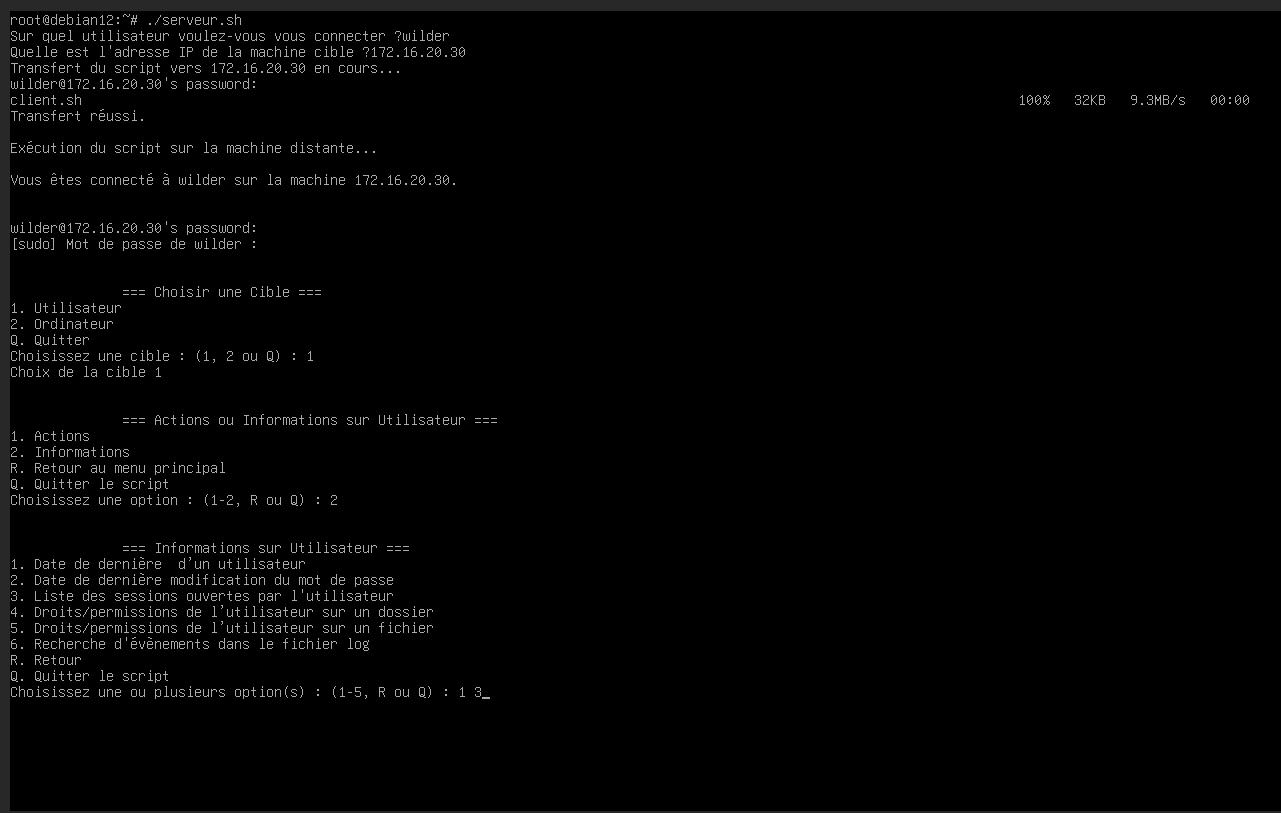 root@debian12:~# ./serveur.sh
Sur quel utilisateur voulez-vous vous connecter ?wilder
Quelle est l'adresse IP de la machine cible ?172.16.20.30
Transfert du script vers 172.16.20.30 en cours...
wilder@172.16.20.30's password:
client.sh 100% 32KB 9.3MB/s 00:00
Transfert réussi.
Exécution du script sur la machine distante...
Vous êtes connecté à wilder sur la machine 172.16.20.30.
wilder@172.16.20.30's password:
[sudo] Mot de passe de wilder :
=== Choisir une Cible ===
1. Utilisateur
2. Ordinateur
Q. Quitter
Choisissez une cible : (1, 2 ou Q) : 1
Choix de la cible 1
=== Actions ou Informations sur Utilisateur ===
1. Actions
2. Informations
R. Retour au menu principal
Q. Quitter le script
Choisissez une option : (1-2, R ou Q) : 2
=== Informations sur Utilisateur ===
1. Date de dernière  d’un utilisateur
2. Date de dernière modification du mot de passe
3. Liste des sessions ouvertes par l'utilisateur
4. Droits/permissions de l’utilisateur sur un dossier
5. Droits/permissions de l’utilisateur sur un fichier
6. Recherche d'évènements dans le fichier log
R. Retour
Q. Quitter le script
Choisissez une ou plusieurs option(s) : (1-5, R ou Q) : 1 3_